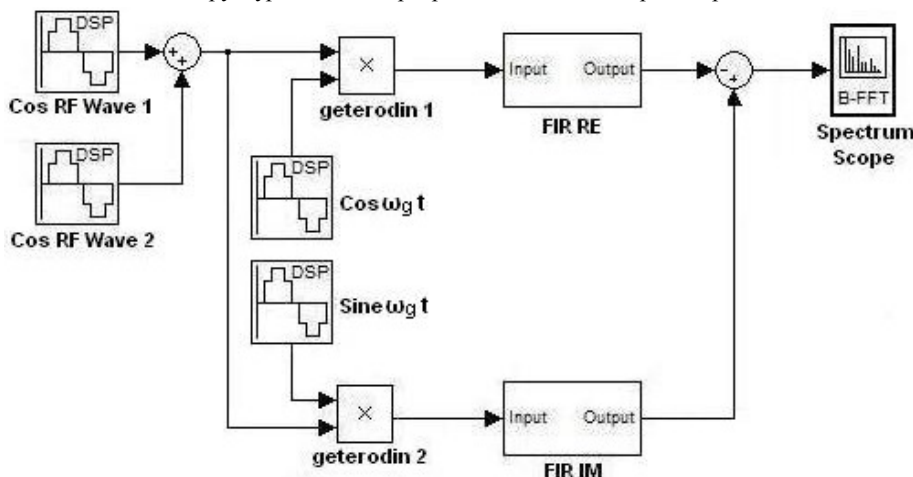 DSP
Cos RF Wave 1
+
+
DSP
Cos RF Wave 2
×
geterodin 1
Input Output
FIR RE
-
+
B-FFT
Spectrum
Scope
DSP
Cos ωg t
DSP
Sine ωg t
×
geterodin 2
Input Output
FIR IM